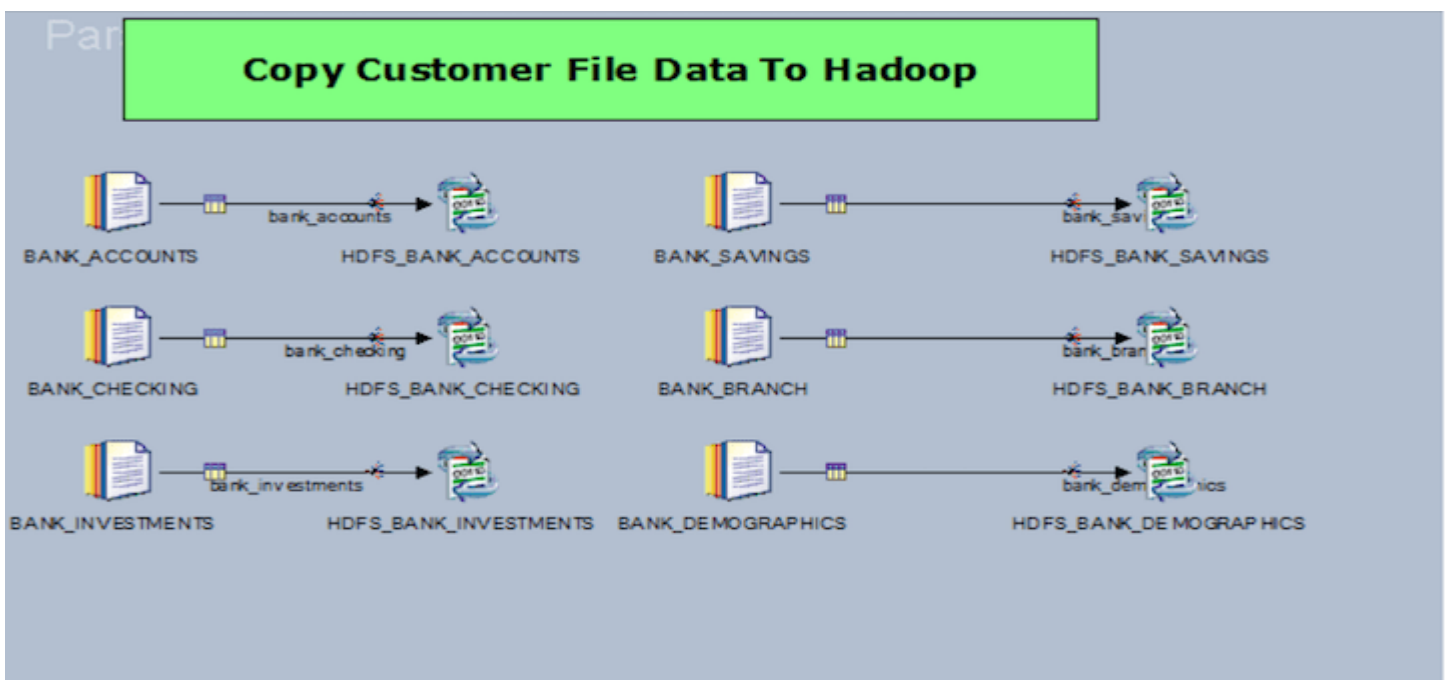 Copy Customer File Data To Hadoop
bank_accounts
BANK_ACCOUNTS HDFS_BANK_ACCOUNTS BANK_SAVINGS HDFS_BANK_SAVINGS
bank_checking
BANK_CHECKING HDFS_BANK_CHECKING BANK_BRANCH HDFS_BANK_BRANCH
bank_investments
BANK_INVESTMENTS HDFS_BANK_INVESTMENTS BANK_DEMOGRAPHICS HDFS_BANK_DEMOGRAPHICS